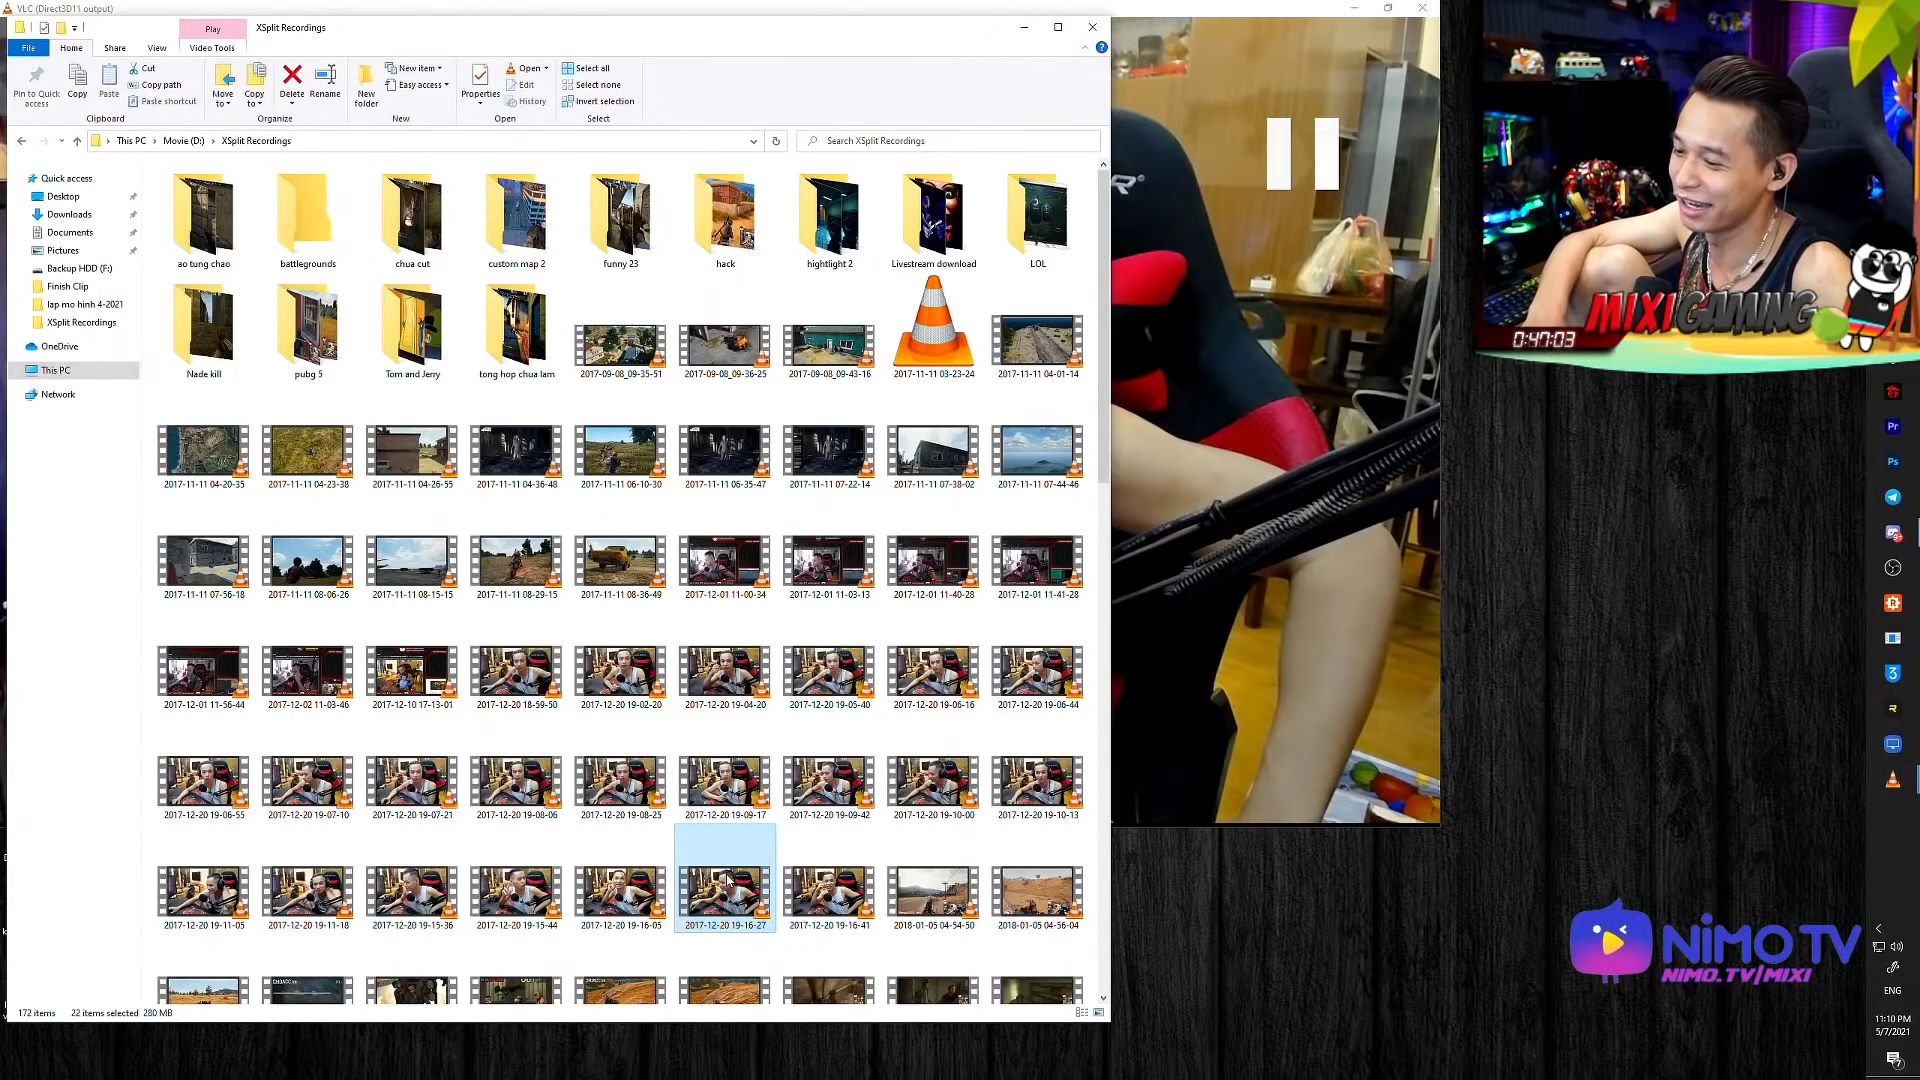 VLC (Direct3D11 output)
Play
XSplit Recordings
File
Home
Share
View
Video Tools
Pin to Quick access
Copy
Paste
Cut
Copy path
Paste shortcut
Move to
Copy to
Delete
Rename
New folder
New item
Easy access
Properties
Open
Edit
History
Select all
Select none
Invert selection
Clipboard
Organize
New
Open
Select
This PC > Movie (D:) > XSplit Recordings
Search XSplit Recordings
Quick access
Desktop
Downloads
Documents
Pictures
Backup HDD (F:)
Finish Clip
lap mo hinh 4-2021
XSplit Recordings
OneDrive
This PC
Network
ao tung chao
battlegrounds
chua cut
custom map 2
funny 23
hack
hightlight 2
Livestream download
LOL
Nade kill
pubg 5
Tom and Jerry
tong hop chua lam
2017-09-08_09-35-51
2017-09-08_09-36-25
2017-09-08_09-43-16
2017-11-11 03-23-24
2017-11-11 04-01-14
2017-11-11 04-20-35
2017-11-11 04-23-38
2017-11-11 04-26-55
2017-11-11 04-36-48
2017-11-11 06-10-30
2017-11-11 06-35-47
2017-11-11 07-22-14
2017-11-11 07-38-02
2017-11-11 07-44-46
2017-11-11 07-56-18
2017-11-11 08-06-26
2017-11-11 08-15-15
2017-11-11 08-29-15
2017-11-11 08-36-49
2017-12-01 11-00-34
2017-12-01 11-03-13
2017-12-01 11-40-28
2017-12-01 11-41-28
2017-12-01 11-56-44
2017-12-02 11-03-46
2017-12-10 17-13-01
2017-12-20 18-59-50
2017-12-20 19-02-20
2017-12-20 19-04-20
2017-12-20 19-05-40
2017-12-20 19-06-16
2017-12-20 19-06-44
2017-12-20 19-06-55
2017-12-20 19-07-10
2017-12-20 19-07-21
2017-12-20 19-08-06
2017-12-20 19-08-25
2017-12-20 19-09-17
2017-12-20 19-09-42
2017-12-20 19-10-00
2017-12-20 19-10-13
2017-12-20 19-11-05
2017-12-20 19-11-18
2017-12-20 19-15-36
2017-12-20 19-15-44
2017-12-20 19-16-05
2017-12-20 19-16-27
2017-12-20 19-16-41
2018-01-05 04-54-50
2018-01-05 04-56-04
172 items
22 items selected
280 MB
0:47:03
MIXIGAMING
Pr
Ps
NIMO TV
NIMO.TV/MIXI
ENG
11:10 PM
5/7/2021